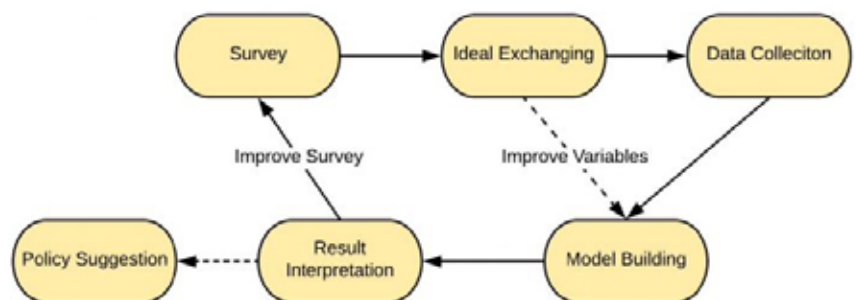 Survey
Ideal Exchanging
Data Colleciton
Improve Survey
Improve Variables
Policy Suggestion
Result
Interpretation
Model Building